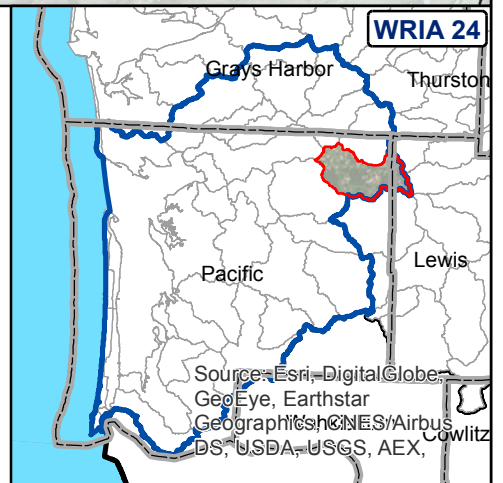 WRIA 24
Grays Harbor
Thurston
Pacific
Lewis
Source: Esri, DigitalGlobe,
GeoEye, Earthstar
Geographics, CNES/Airbus
DS, USDA, USGS, AEX,
Wahkiakum
Cowlitz